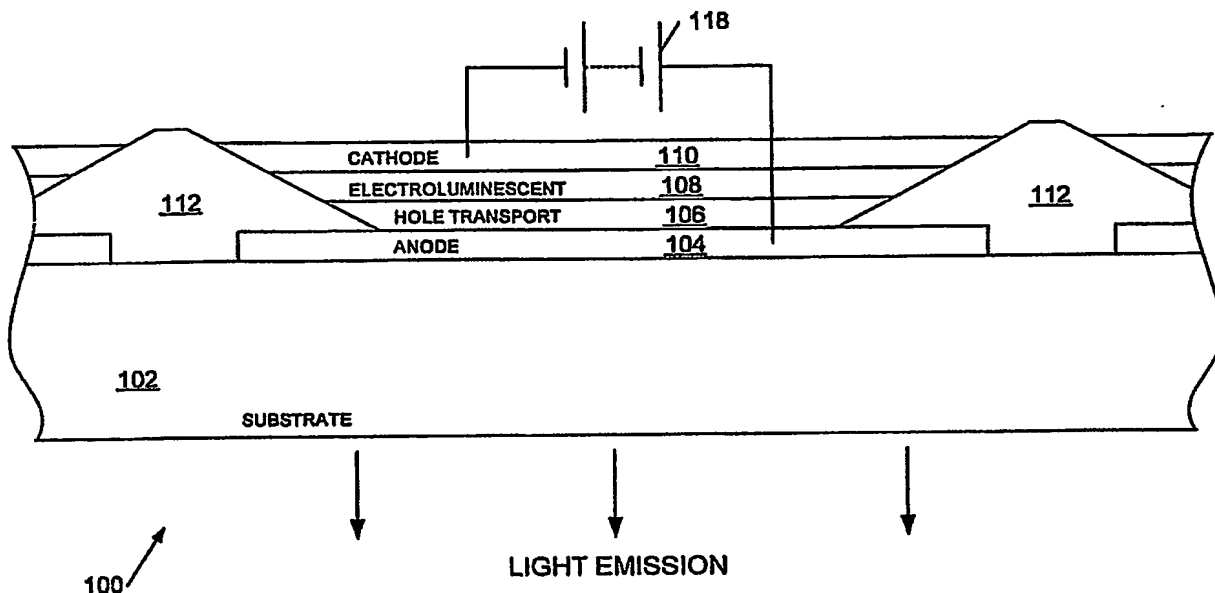 118
CATHODE 110
ELECTROLUMINESCENT 108
112 HOLE TRANSPORT 106 112
ANODE 104
102
SUBSTRATE
LIGHT EMISSION
100